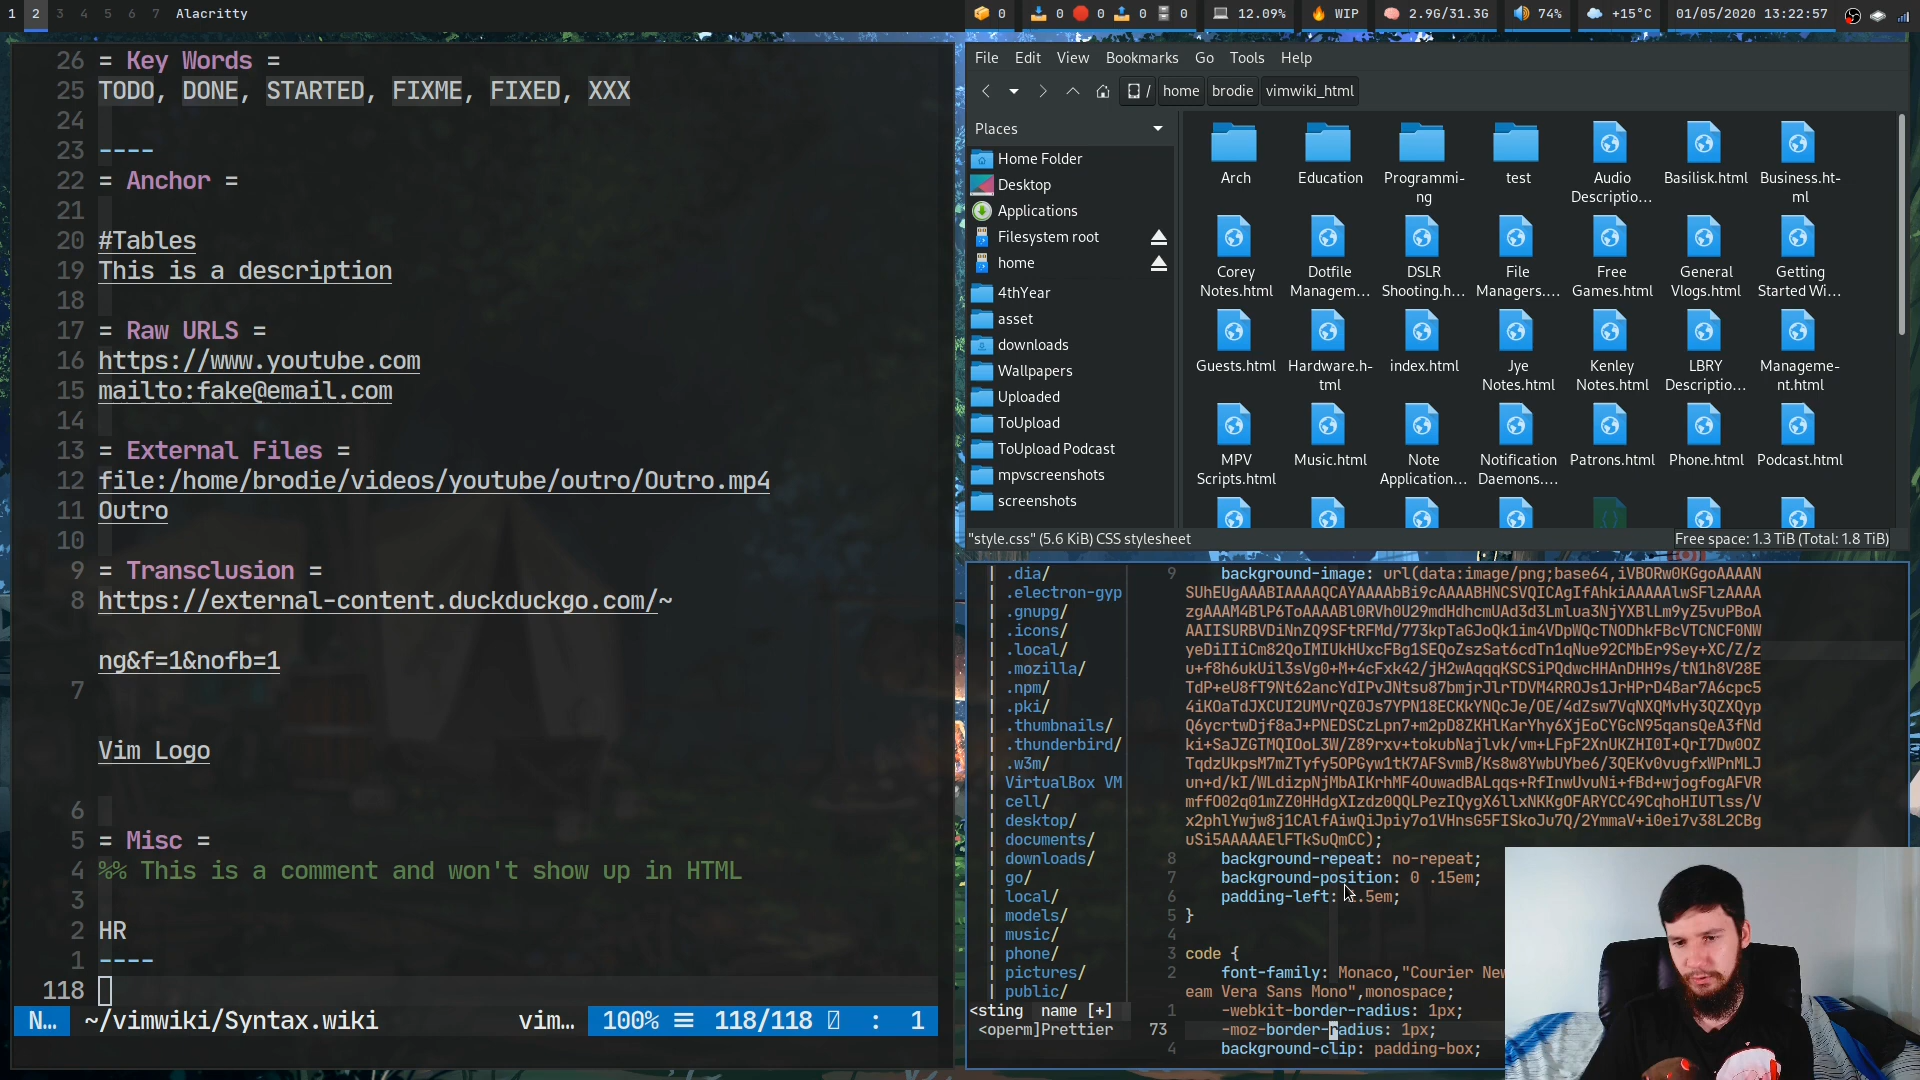 1 2 3 4 5 6 7 Alacritty
0 0 0 0 0 12.09% WIP 2.9G/31.3G 74% +15°C 01/05/2020 13:22:57
26 = Key Words =
25 TODO, DONE, STARTED, FIXME, FIXED, XXX
24
23 ----
22 = Anchor =
21
20 #Tables
19 This is a description
18
17 = Raw URLS =
16 https://www.youtube.com
15 mailto:fake@email.com
14
13 = External Files =
12 file:/home/brodie/videos/youtube/outro/Outro.mp4
11 Outro
10
9 = Transclusion =
8 https://external-content.duckduckgo.com/~
ng&f=1&nofb=1
7
Vim Logo
6
5 = Misc =
4 %% This is a comment and won't show up in HTML
3
2 HR
1 ----
118
N... ~/vimwiki/Syntax.wiki vim... 100% ≡ 118/118 : 1
File Edit View Bookmarks Go Tools Help
/ home brodie vimwiki_html
Places
Home Folder
Desktop
Applications
Filesystem root
home
4thYear
asset
downloads
Wallpapers
Uploaded
ToUpload
ToUpload Podcast
mpvscreenshots
screenshots
Arch
Education
Programmi-
ng
test
Audio
Descriptio...
Basilisk.html
Business.ht-
ml
Corey
Notes.html
Dotfile
Managem...
DSLR
Shooting.h...
File
Managers....
Free
Games.html
General
Vlogs.html
Getting
Started Wi...
Guests.html
Hardware.h-
tml
index.html
Jye
Notes.html
Kenley
Notes.html
LBRY
Descriptio...
Manageme-
nt.html
MPV
Scripts.html
Music.html
Note
Application...
Notification
Daemons....
Patrons.html
Phone.html
Podcast.html
"style.css" (5.6 KiB) CSS stylesheet
Free space: 1.3 TiB (Total: 1.8 TiB)
| .dia/
| .electron-gyp
| .gnupg/
| .icons/
| .local/
| .mozilla/
| .npm/
| .pki/
| .thumbnails/
| .thunderbird/
| .w3m/
| VirtualBox VM
| cell/
| desktop/
| documents/
| downloads/
| go/
| local/
| models/
| music/
| phone/
| pictures/
| public/
<sting name [+]
<operm]Prettier
9 background-image: url(data:image/png;base64,iVBORw0KGgoAAAAN
8 background-repeat: no-repeat;
7 background-position: 0 .15em;
6 padding-left: .5em;
5 }
4
3 code {
2 font-family: Monaco,"Courier New
eam Vera Sans Mono",monospace;
1 -webkit-border-radius: 1px;
73 -moz-border-radius: 1px;
4 background-clip: padding-box;